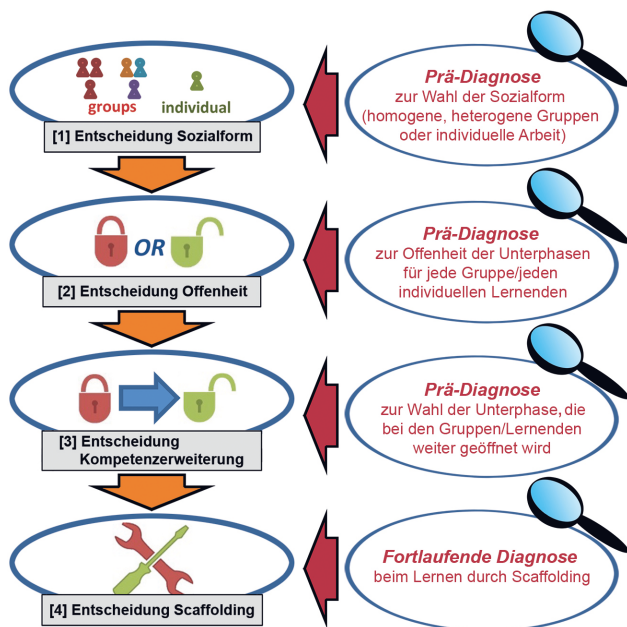 groups individual
[1] Entscheidung Sozialform
Prä-Diagnose
zur Wahl der Sozialform
(homogene, heterogene Gruppen
oder individuelle Arbeit)
OR
[2] Entscheidung Offenheit
Prä-Diagnose
zur Offenheit der Unterphasen
für jede Gruppe/jeden
individuellen Lernenden
[3] Entscheidung
Kompetenzerweiterung
Prä-Diagnose
zur Wahl der Unterphase, die
bei den Gruppen/Lernenden
weiter geöffnet wird
[4] Entscheidung Scaffolding
Fortlaufende Diagnose
beim Lernen durch Scaffolding